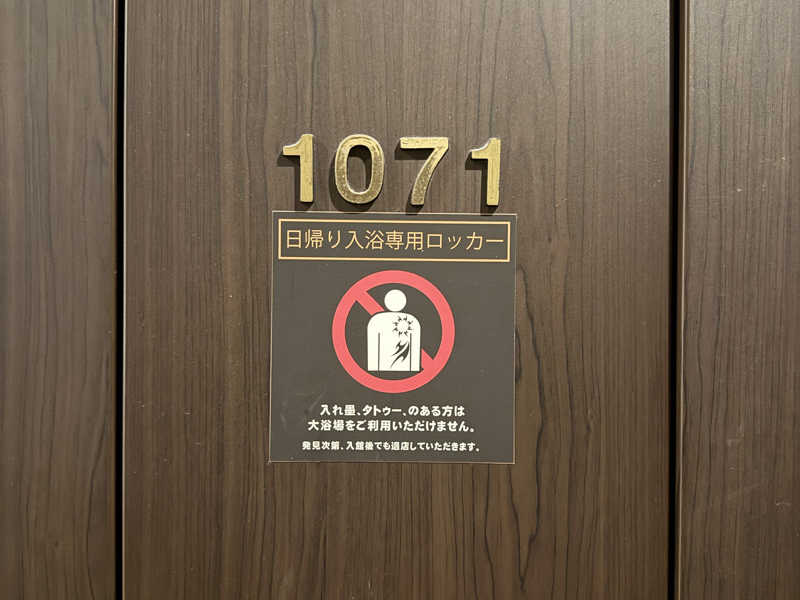 1071
日帰り入浴専用ロッカー
入れ墨、タトゥー、のある方は
大浴場をご利用いただけません。
発見次第、入館後でも退店していただきます。